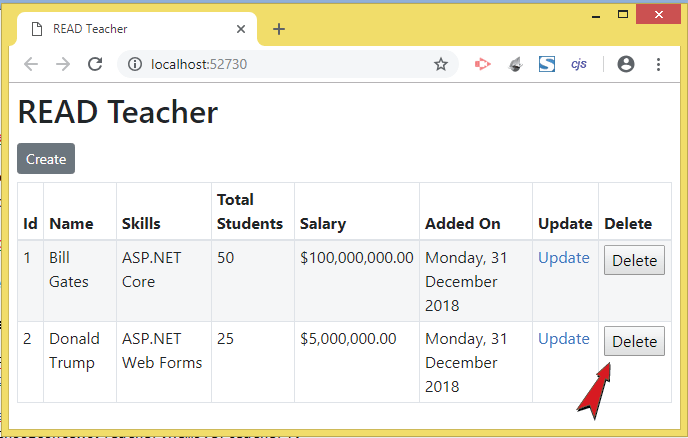 READ Teacher
localhost:52730
cjs
READ Teacher
Create
Id Name Skills Total Students Salary Added On Update Delete
1 Bill Gates ASP.NET Core 50 $100,000,000.00 Monday, 31 December 2018 Update Delete
2 Donald Trump ASP.NET Web Forms 25 $5,000,000.00 Monday, 31 December 2018 Update Delete